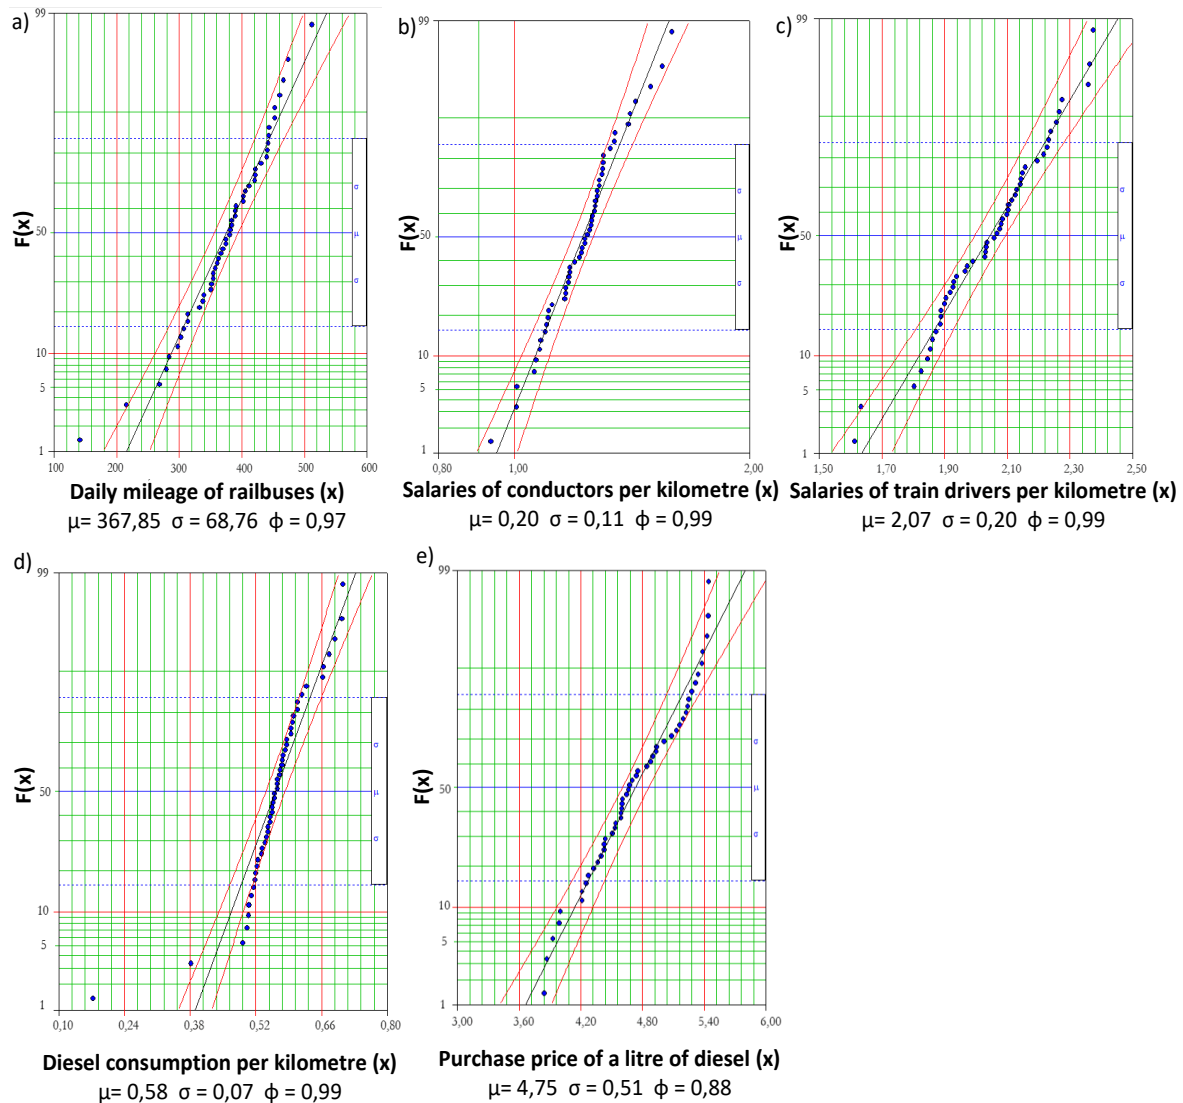 a)
99
50
10
5
1
F(x)
σ
μ
σ
100 200 300 400 500 600
Daily mileage of railbuses (x)
μ= 367,85 σ = 68,76 ϕ = 0,97
b)
99
50
10
5
1
F(x)
σ
μ
σ
0,80 1,00 2,00
Salaries of conductors per kilometre (x)
μ= 0,20 σ = 0,11 ϕ = 0,99
c)
99
50
10
5
1
F(x)
σ
μ
σ
1,50 1,70 1,90 2,10 2,30 2,50
Salaries of train drivers per kilometre (x)
μ= 2,07 σ = 0,20 ϕ = 0,99
d)
99
50
10
5
1
F(x)
σ
μ
σ
0,10 0,24 0,38 0,52 0,66 0,80
Diesel consumption per kilometre (x)
μ= 0,58 σ = 0,07 ϕ = 0,99
e)
99
50
10
5
1
F(x)
σ
μ
σ
3,00 3,60 4,20 4,80 5,40 6,00
Purchase price of a litre of diesel (x)
μ= 4,75 σ = 0,51 ϕ = 0,88